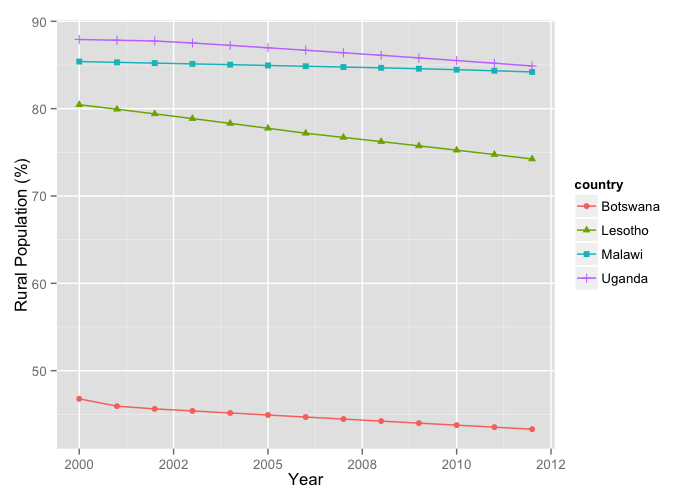 90
80
70
60
50
Rural Population (%)
2000 2002 2005 2008 2010 2012
Year
country
Botswana
Lesotho
Malawi
Uganda